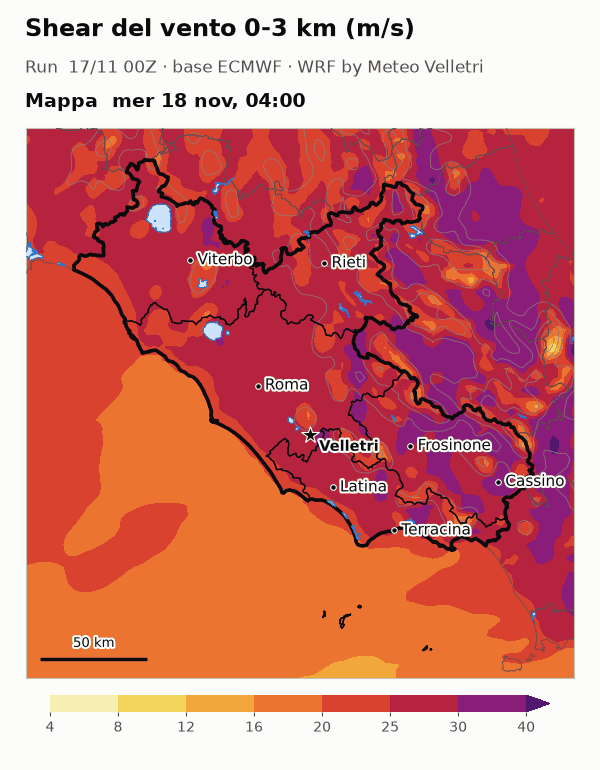 Shear del vento 0-3 km (m/s)
Run 17/11 00Z · base ECMWF · WRF by Meteo Velletri
Mappa mer 18 nov, 04:00
Viterbo
Rieti
Roma
Velletri
Frosinone
Cassino
Latina
Terracina
50 km
4 8 12 16 20 25 30 40